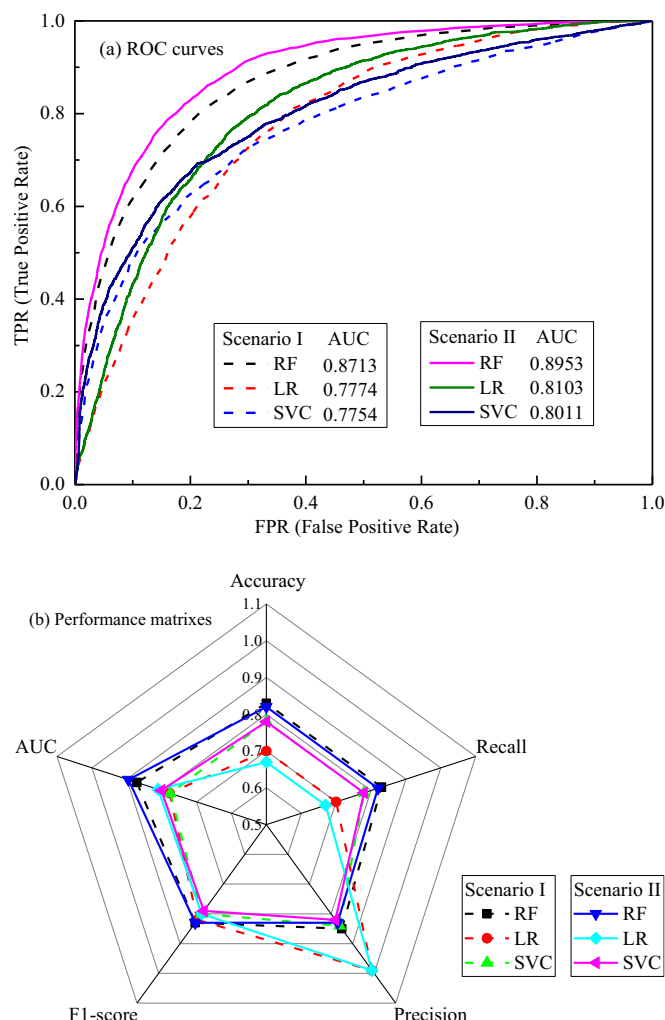 (a) ROC curves
TPR (True Positive Rate)
1.0
0.8
0.6
0.4
0.2
0.0
Scenario I AUC
RF 0.8713
LR 0.7774
SVC 0.7754
Scenario II AUC
RF 0.8953
LR 0.8103
SVC 0.8011
0.0 0.2 0.4 0.6 0.8 1.0
FPR (False Positive Rate)
(b) Performance matrixes
Accuracy
1.1
1.0
0.9
0.8
0.7
0.6
0.5
AUC
Recall
F1-score
Precision
Scenario I
RF
LR
SVC
Scenario II
RF
LR
SVC